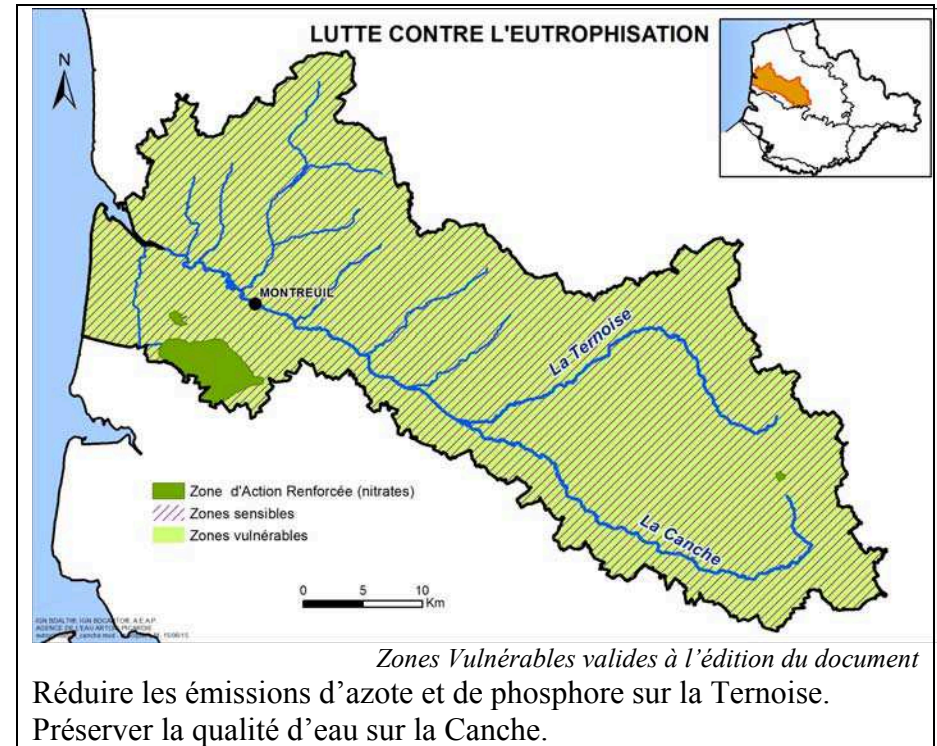 LUTTE CONTRE L'EUTROPHISATION
N
MONTREUIL
La Ternoise
La Canche
Zone d'Action Renforcée (nitrates)
Zones sensibles
Zones vulnérables
0 5 10
Km
Zones Vulnérables valides à l’édition du document
Réduire les émissions d’azote et de phosphore sur la Ternoise.
Préserver la qualité d’eau sur la Canche.